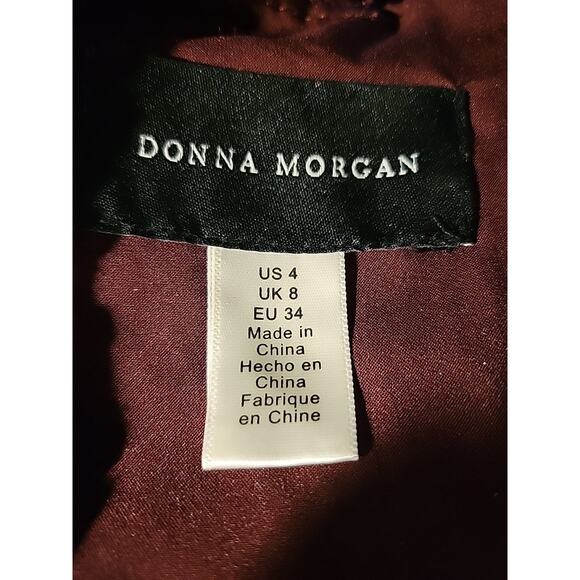 DONNA MORGAN
US 4
UK 8
EU 34
Made in
China
Hecho en
China
Fabrique
en Chine